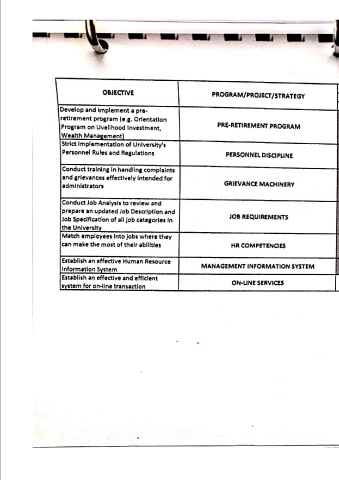 OBJECTIVE
PROGRAM/PROJECT/STRATEGY
Develop and implement a pre-
retirement program (e.g. Orientation
Program on Livelihood Investment,
Wealth Management)
PRE-RETIREMENT PROGRAM
Strict Implementation of University's
Personnel Rules and Regulations
PERSONNEL DISCIPLINE
Conduct training in handling complaints
and grievances effectively intended for
administrators
GRIEVANCE MACHINERY
Conduct Job Analysis to review and
prepare an updated Job Description and
Job Specification of all job categories in
the University
JOB REQUIREMENTS
Match employees into jobs where they
can make the most of their abilities
HR COMPETENCIES
Establish an effective Human Resource
Information System
MANAGEMENT INFORMATION SYSTEM
Establish an effective and efficient
system for on-line transaction
ON-LINE SERVICES